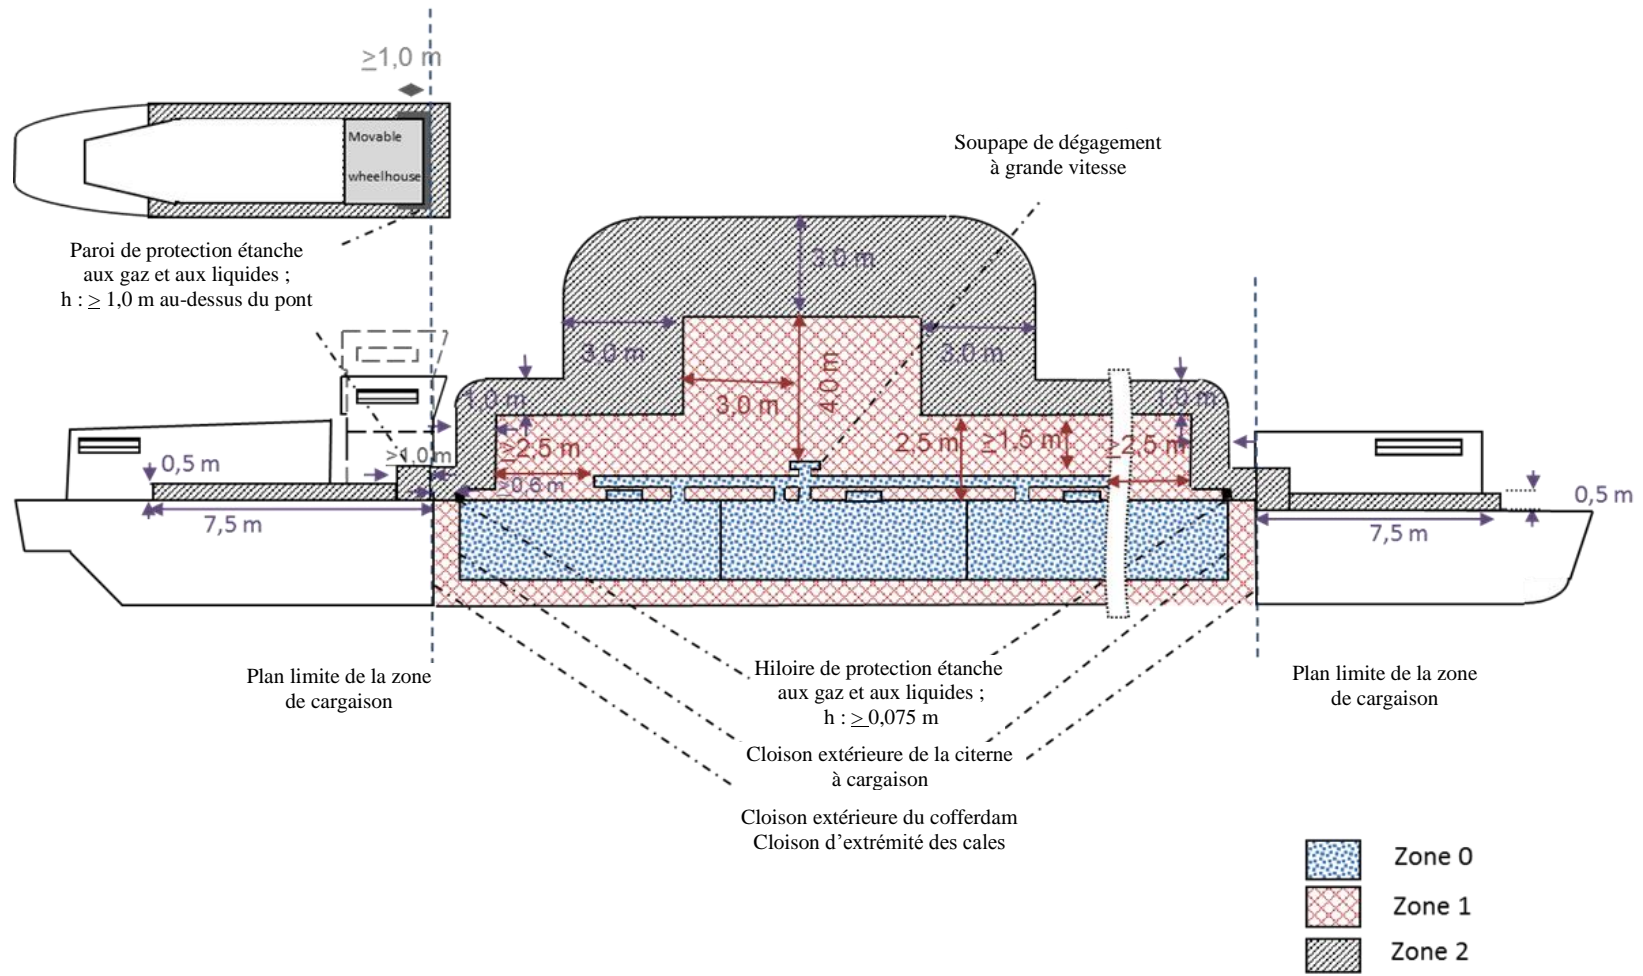 ≥1,0 m
Movable
wheelhouse
Soupape de dégagement
à grande vitesse
Paroi de protection étanche
aux gaz et aux liquides ;
h : ≥ 1,0 m au-dessus du pont
3.0 m
3.0 m
3.0 m
1.0 m
3,0 m
4,0 m
1.0 m
≥1.0 m
≥2,5 m
2,5 m
≥1,5 m
≥2,5 m
0,5 m
≥0,6 m
0,5 m
7,5 m
7,5 m
Plan limite de la zone
de cargaison
Hiloire de protection étanche
aux gaz et aux liquides ;
h : ≥ 0,075 m
Plan limite de la zone
de cargaison
Cloison extérieure de la citerne
à cargaison
Cloison extérieure du cofferdam
Cloison d’extrémité des cales
Zone 0
Zone 1
Zone 2